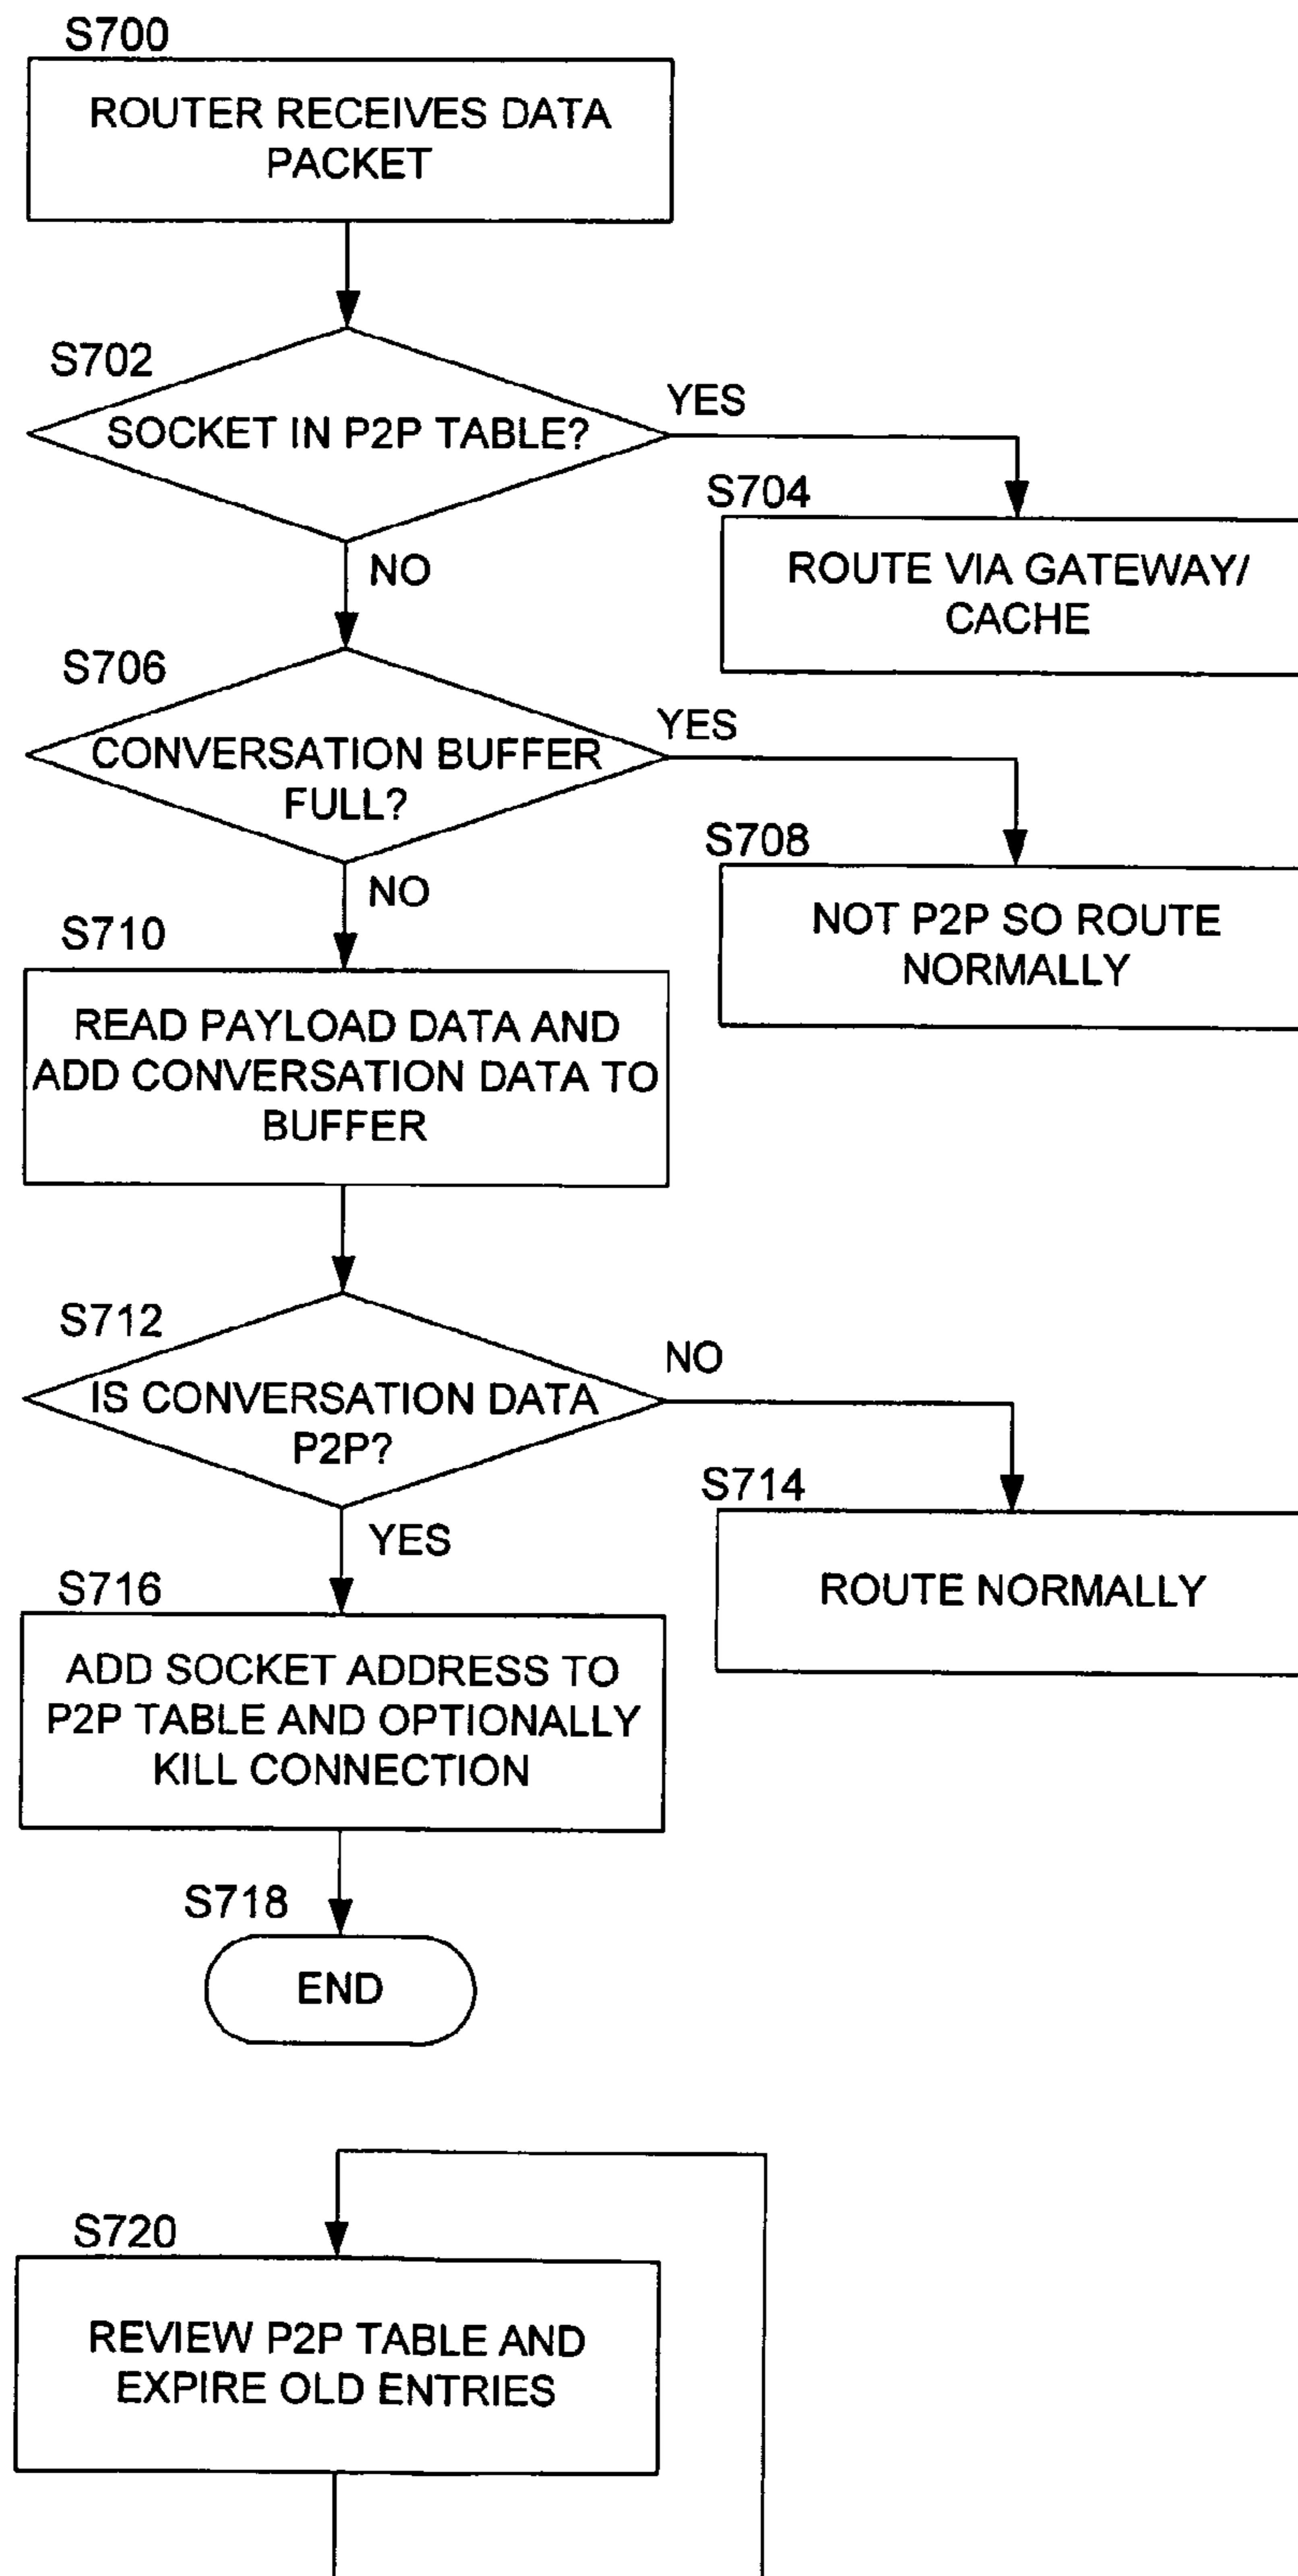 S700
ROUTER RECEIVES DATA
PACKET
S702
SOCKET IN P2P TABLE?
YES
S704
ROUTE VIA GATEWAY/
CACHE
NO
S706
CONVERSATION BUFFER
FULL?
YES
S708
NOT P2P SO ROUTE
NORMALLY
NO
S710
READ PAYLOAD DATA AND
ADD CONVERSATION DATA TO
BUFFER
S712
IS CONVERSATION DATA
P2P?
NO
S714
ROUTE NORMALLY
YES
S716
ADD SOCKET ADDRESS TO
P2P TABLE AND OPTIONALLY
KILL CONNECTION
S718
END
S720
REVIEW P2P TABLE AND
EXPIRE OLD ENTRIES